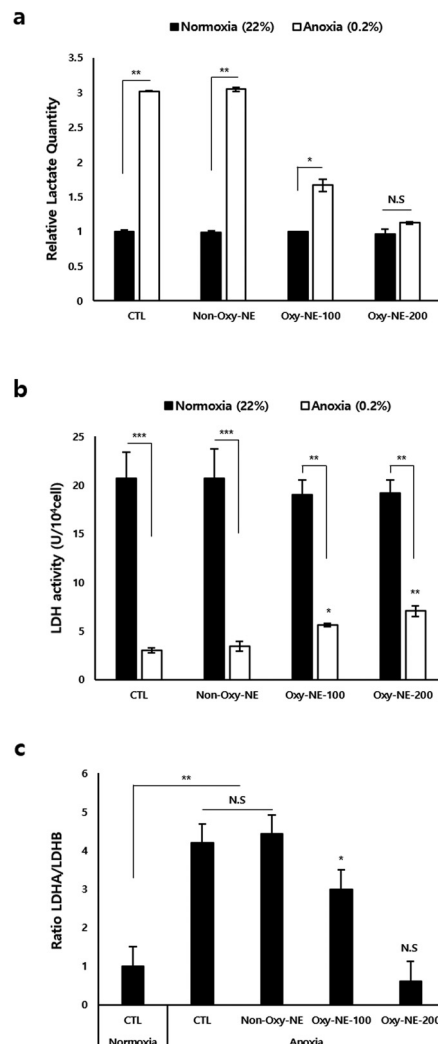 a
Normoxia (22%) Anoxia (0.2%)
Relative Lactate Quantity
3.5
3
2.5
2
1.5
1
0.5
0
** ** * N.S
CTL Non-Oxy-NE Oxy-NE-100 Oxy-NE-200
b
Normoxia (22%) Anoxia (0.2%)
LDH activity (U/10⁴cell)
25
20
15
10
5
0
*** *** ** **
* **
CTL Non-Oxy-NE Oxy-NE-100 Oxy-NE-200
c
Ratio LDHA/LDHB
6
5
4
3
2
1
0
**
N.S
*
N.S
CTL CTL Non-Oxy-NE Oxy-NE-100 Oxy-NE-200
Normoxia Anoxia